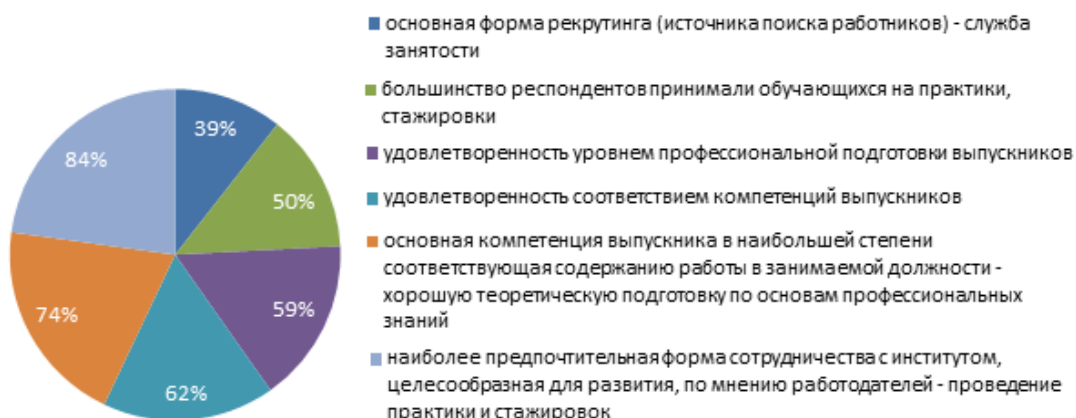 основная форма рекрутинга (источника поиска работников) - служба
занятости
большинство респондентов принимали обучающихся на практики,
стажировки
удовлетворенность уровнем профессиональной подготовки выпускников
удовлетворенность соответствием компетенций выпускников
основная компетенция выпускника в наибольшей степени
соответствующая содержанию работы в занимаемой должности -
хорошую теоретическую подготовку по основам профессиональных
знаний
наиболее предпочтительная форма сотрудничества с институтом,
целесообразная для развития, по мнению работодателей - проведение
практики и стажировок
39%
50%
59%
62%
74%
84%